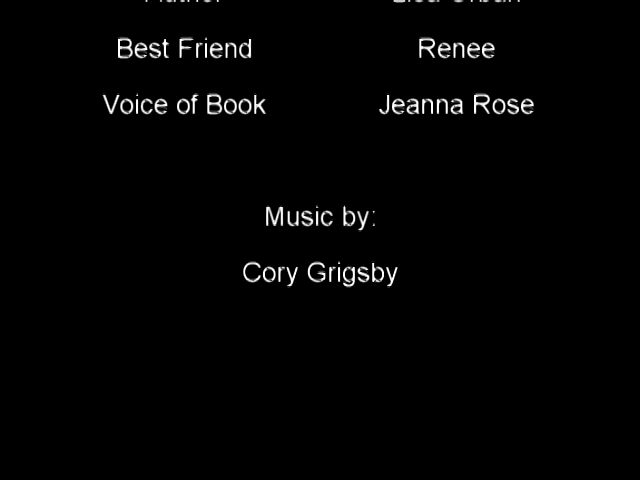 Best Friend Renee
Voice of Book Jeanna Rose
Music by:
Cory Grigsby